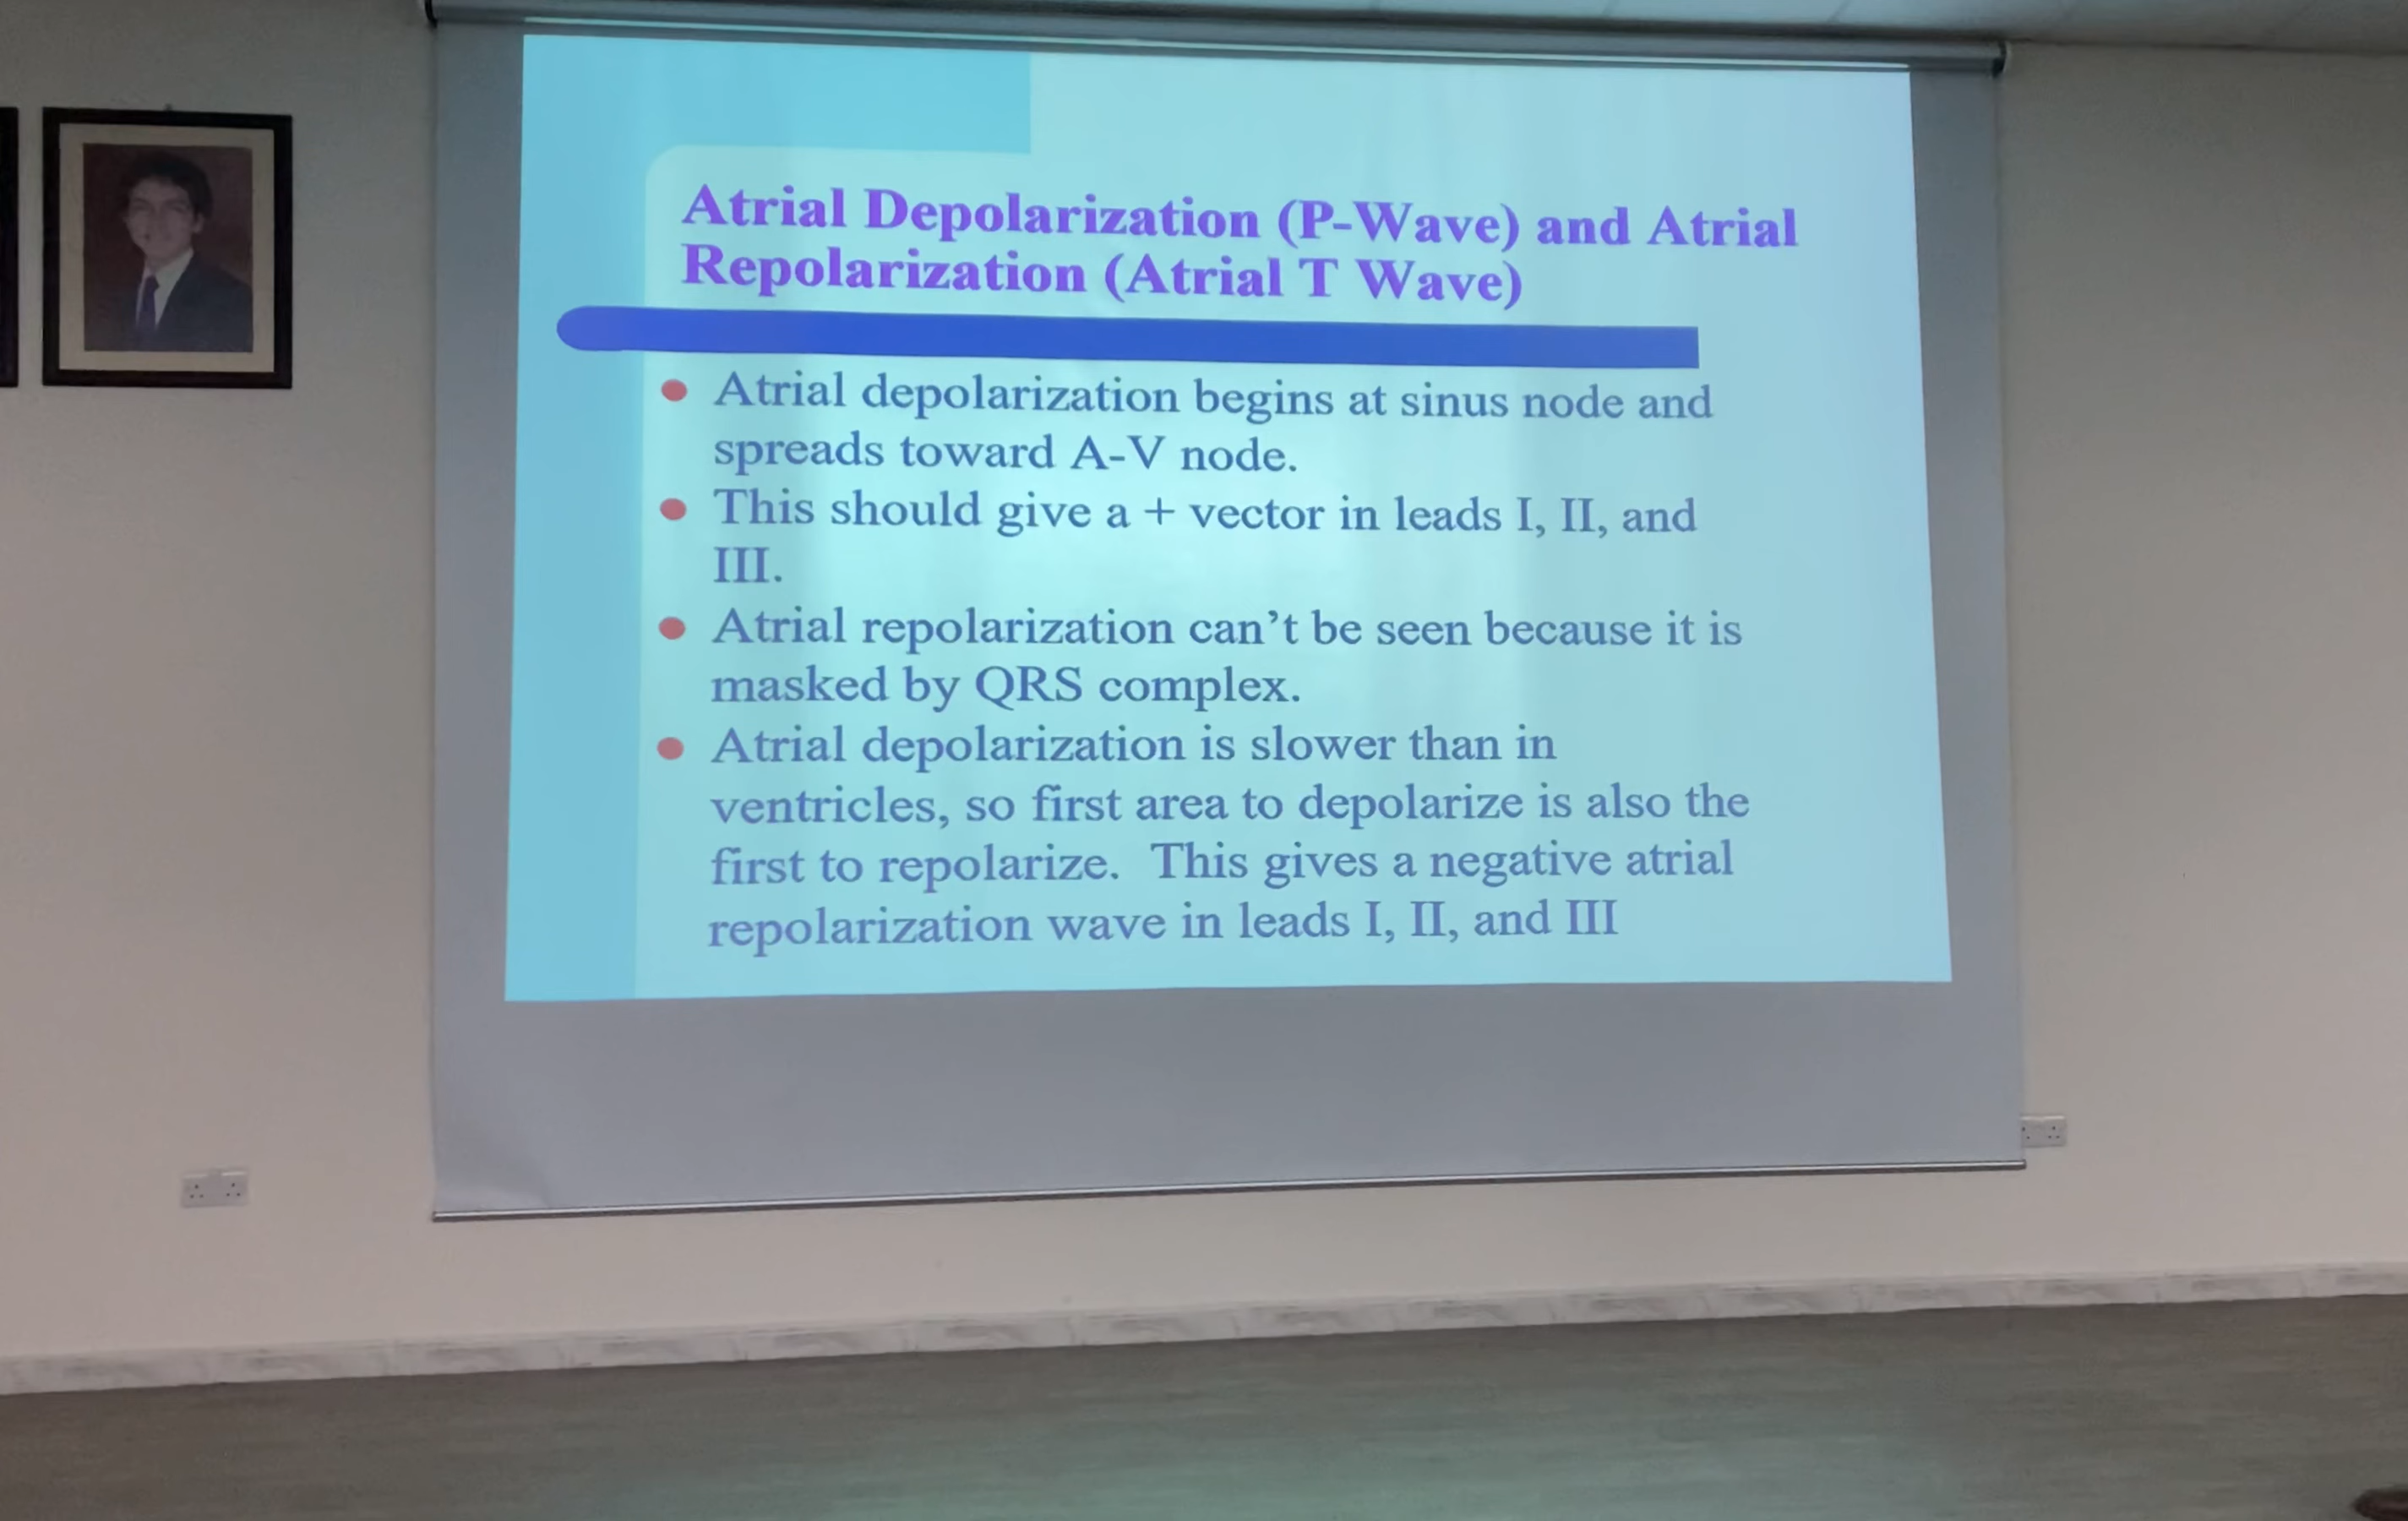 Atrial Depolarization (P-Wave) and Atrial
Repolarization (Atrial T Wave)
● Atrial depolarization begins at sinus node and
spreads toward A-V node.
● This should give a + vector in leads I, II, and
III.
● Atrial repolarization can’t be seen because it is
masked by QRS complex.
● Atrial depolarization is slower than in
ventricles, so first area to depolarize is also the
first to repolarize.  This gives a negative atrial
repolarization wave in leads I, II, and III